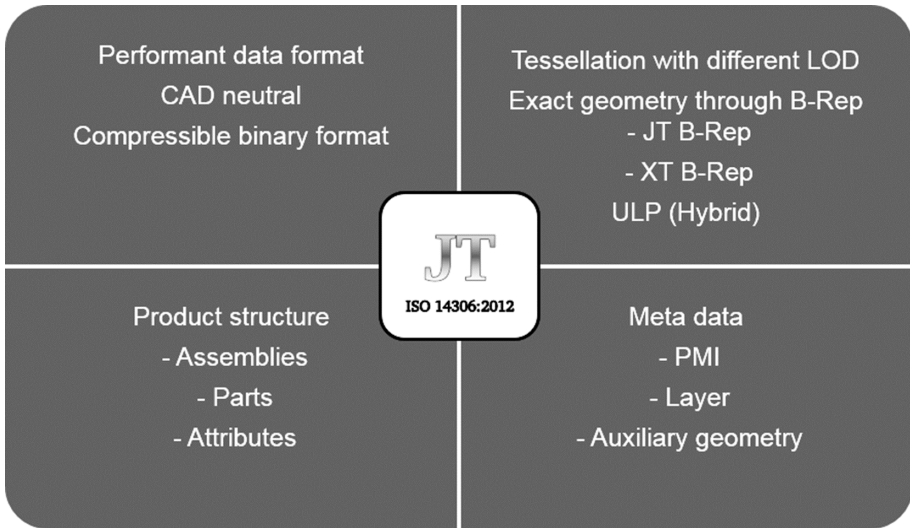 Performant data format
CAD neutral
Compressible binary format
Tessellation with different LOD
Exact geometry through B-Rep
- JT B-Rep
- XT B-Rep
ULP (Hybrid)
JT
ISO 14306:2012
Product structure
- Assemblies
- Parts
- Attributes
Meta data
- PMI
- Layer
- Auxiliary geometry